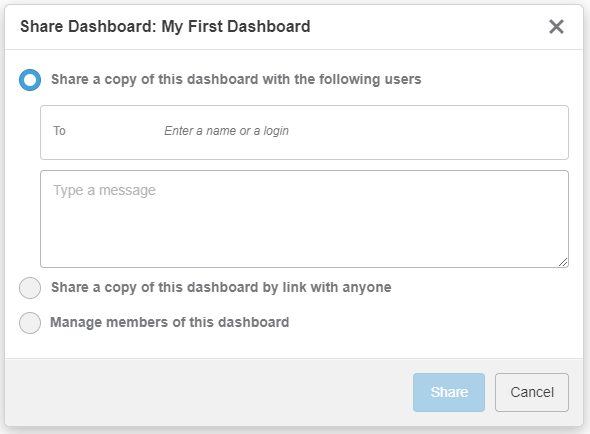 Share Dashboard: My First Dashboard
Share a copy of this dashboard with the following users
To Enter a name or a login
Type a message
Share a copy of this dashboard by link with anyone
Manage members of this dashboard
Share Cancel